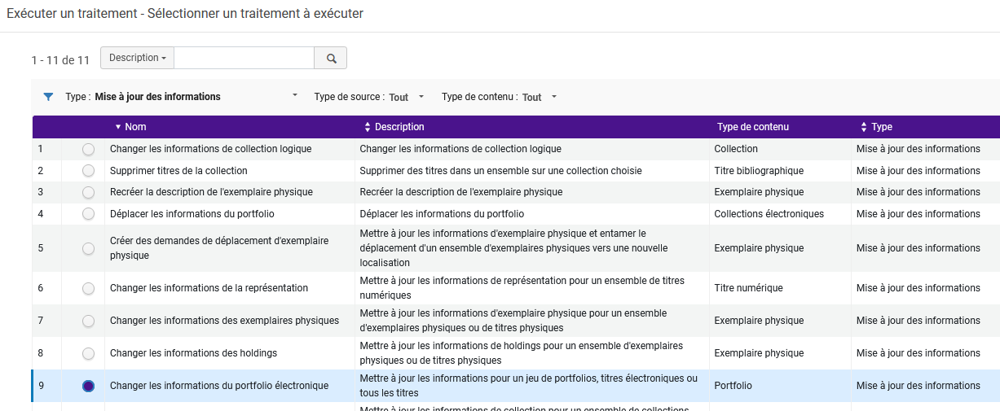 Exécuter un traitement - Sélectionner un traitement à exécuter
1 - 11 de 11 Description
Type : Mise à jour des informations Type de source : Tout Type de contenu : Tout
Nom Description Type de contenu Type
1 Changer les informations de collection logique Changer les informations de collection logique Collection Mise à jour des informations
2 Supprimer titres de la collection Supprimer des titres dans un ensemble sur une collection choisie Titre bibliographique Mise à jour des informations
3 Recréer la description de l'exemplaire physique Recréer la description de l'exemplaire physique Exemplaire physique Mise à jour des informations
4 Déplacer les informations du portfolio Déplacer les informations du portfolio Collections électroniques Mise à jour des informations
5 Créer des demandes de déplacement d'exemplaire
physique
Mettre à jour les informations d'exemplaire physique et entamer le
déplacement d'un ensemble d'exemplaires physiques vers une nouvelle
localisation
Exemplaire physique Mise à jour des informations
6 Changer les informations de la représentation
Mettre à jour les informations de représentation pour un ensemble de titres
numériques
Titre numérique Mise à jour des informations
7 Changer les informations des exemplaires physiques
Mettre à jour les informations d'exemplaire physique pour un ensemble
d'exemplaires physiques ou de titres physiques
Exemplaire physique Mise à jour des informations
8 Changer les informations des holdings
Mettre à jour les informations de holdings pour un ensemble d'exemplaires
physiques ou de titres physiques
Exemplaire physique Mise à jour des informations
9 Changer les informations du portfolio électronique
Mettre à jour les informations pour un jeu de portfolios, titres électroniques ou
tous les titres
Portfolio Mise à jour des informations
Mettre à jour les informations de collection pour un ensemble de collections